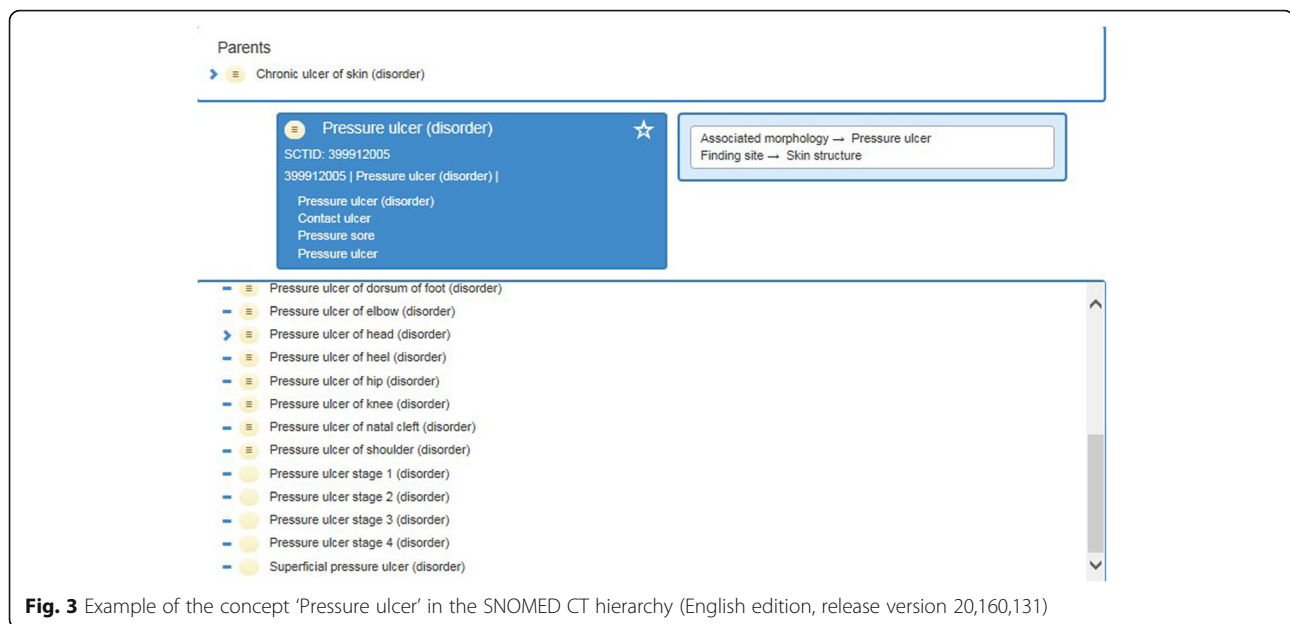 Parents
Chronic ulcer of skin (disorder)
Pressure ulcer (disorder)
SCTID: 399912005
399912005 | Pressure ulcer (disorder) |
Pressure ulcer (disorder)
Contact ulcer
Pressure sore
Pressure ulcer
Associated morphology → Pressure ulcer
Finding site → Skin structure
Pressure ulcer of dorsum of foot (disorder)
Pressure ulcer of elbow (disorder)
Pressure ulcer of head (disorder)
Pressure ulcer of heel (disorder)
Pressure ulcer of hip (disorder)
Pressure ulcer of knee (disorder)
Pressure ulcer of natal cleft (disorder)
Pressure ulcer of shoulder (disorder)
Pressure ulcer stage 1 (disorder)
Pressure ulcer stage 2 (disorder)
Pressure ulcer stage 3 (disorder)
Pressure ulcer stage 4 (disorder)
Superficial pressure ulcer (disorder)
Fig. 3 Example of the concept ‘Pressure ulcer’ in the SNOMED CT hierarchy (English edition, release version 20,160,131)